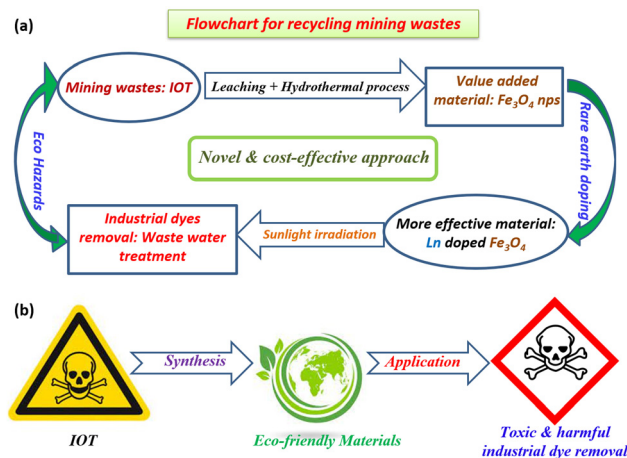 (a)
Flowchart for recycling mining wastes
Mining wastes: IOT
Leaching + Hydrothermal process
Value added
material: Fe₃O₄ nps
Eco Hazards
Novel & cost-effective approach
Rare earth doping
Industrial dyes
removal: Waste water
treatment
Sunlight irradiation
More effective material:
Ln doped Fe₃O₄
(b)
Synthesis
Application
IOT
Eco-friendly Materials
Toxic & harmful
industrial dye removal